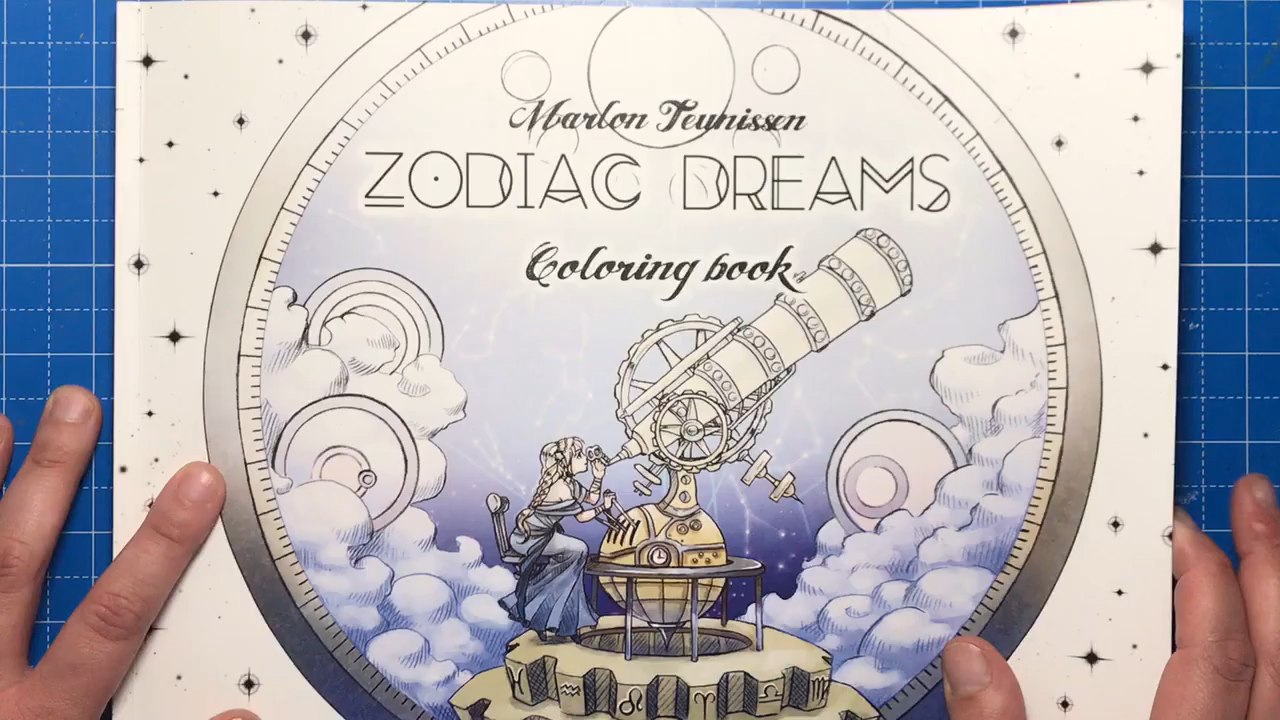 Marlon Teunissen
ZODIAC DREAMS
Coloring book
♓ ♒ ♌ ♈ ♎ ♍